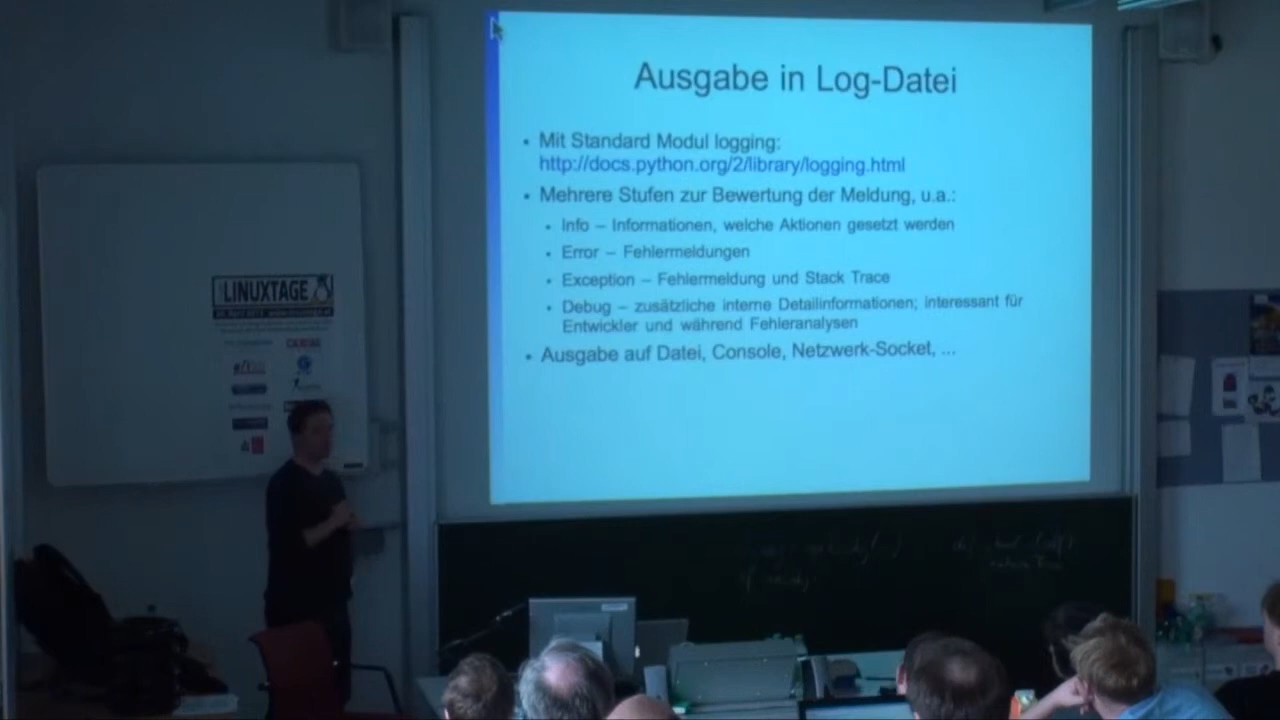 Ausgabe in Log-Datei
• Mit Standard Modul logging:
http://docs.python.org/2/library/logging.html
• Mehrere Stufen zur Bewertung der Meldung, u.a.:
• Info – Informationen, welche Aktionen gesetzt werden
• Error – Fehlermeldungen
• Exception – Fehlermeldung und Stack Trace
• Debug – zusätzliche interne Detailinformationen; interessant für
Entwickler und während Fehleranalysen
• Ausgabe auf Datei, Console, Netzwerk-Socket, ...
LINUXTAGE